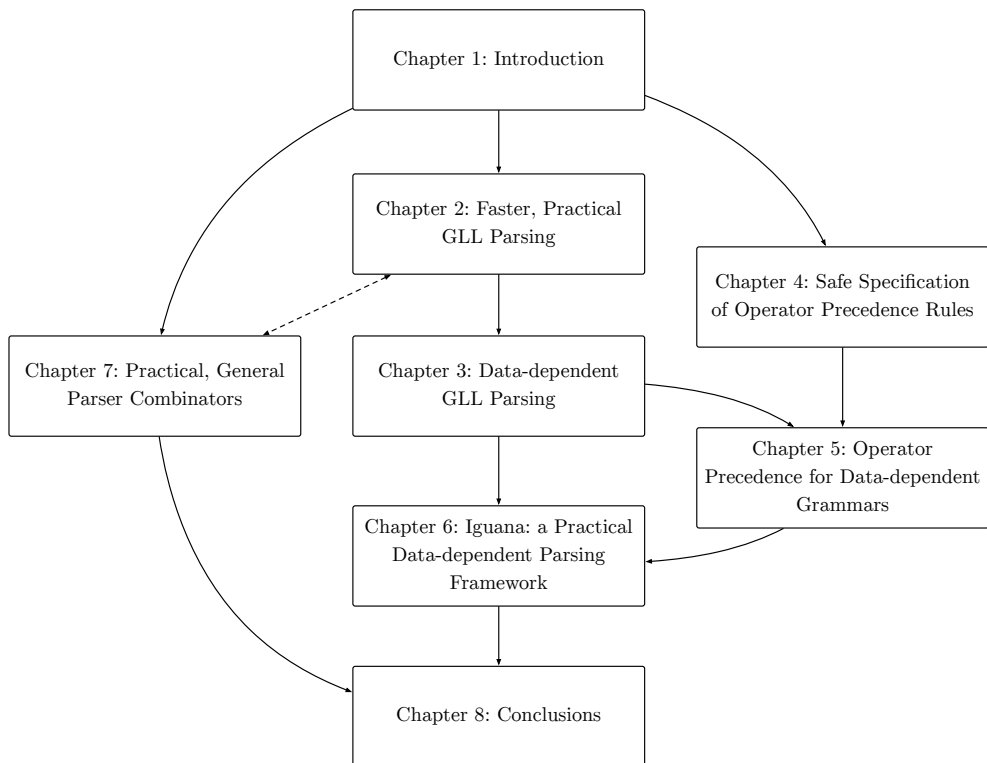 Chapter 1: Introduction
Chapter 2: Faster, Practical
GLL Parsing
Chapter 4: Safe Specification
of Operator Precedence Rules
Chapter 7: Practical, General
Parser Combinators
Chapter 3: Data-dependent
GLL Parsing
Chapter 5: Operator
Precedence for Data-dependent
Grammars
Chapter 6: Iguana: a Practical
Data-dependent Parsing
Framework
Chapter 8: Conclusions